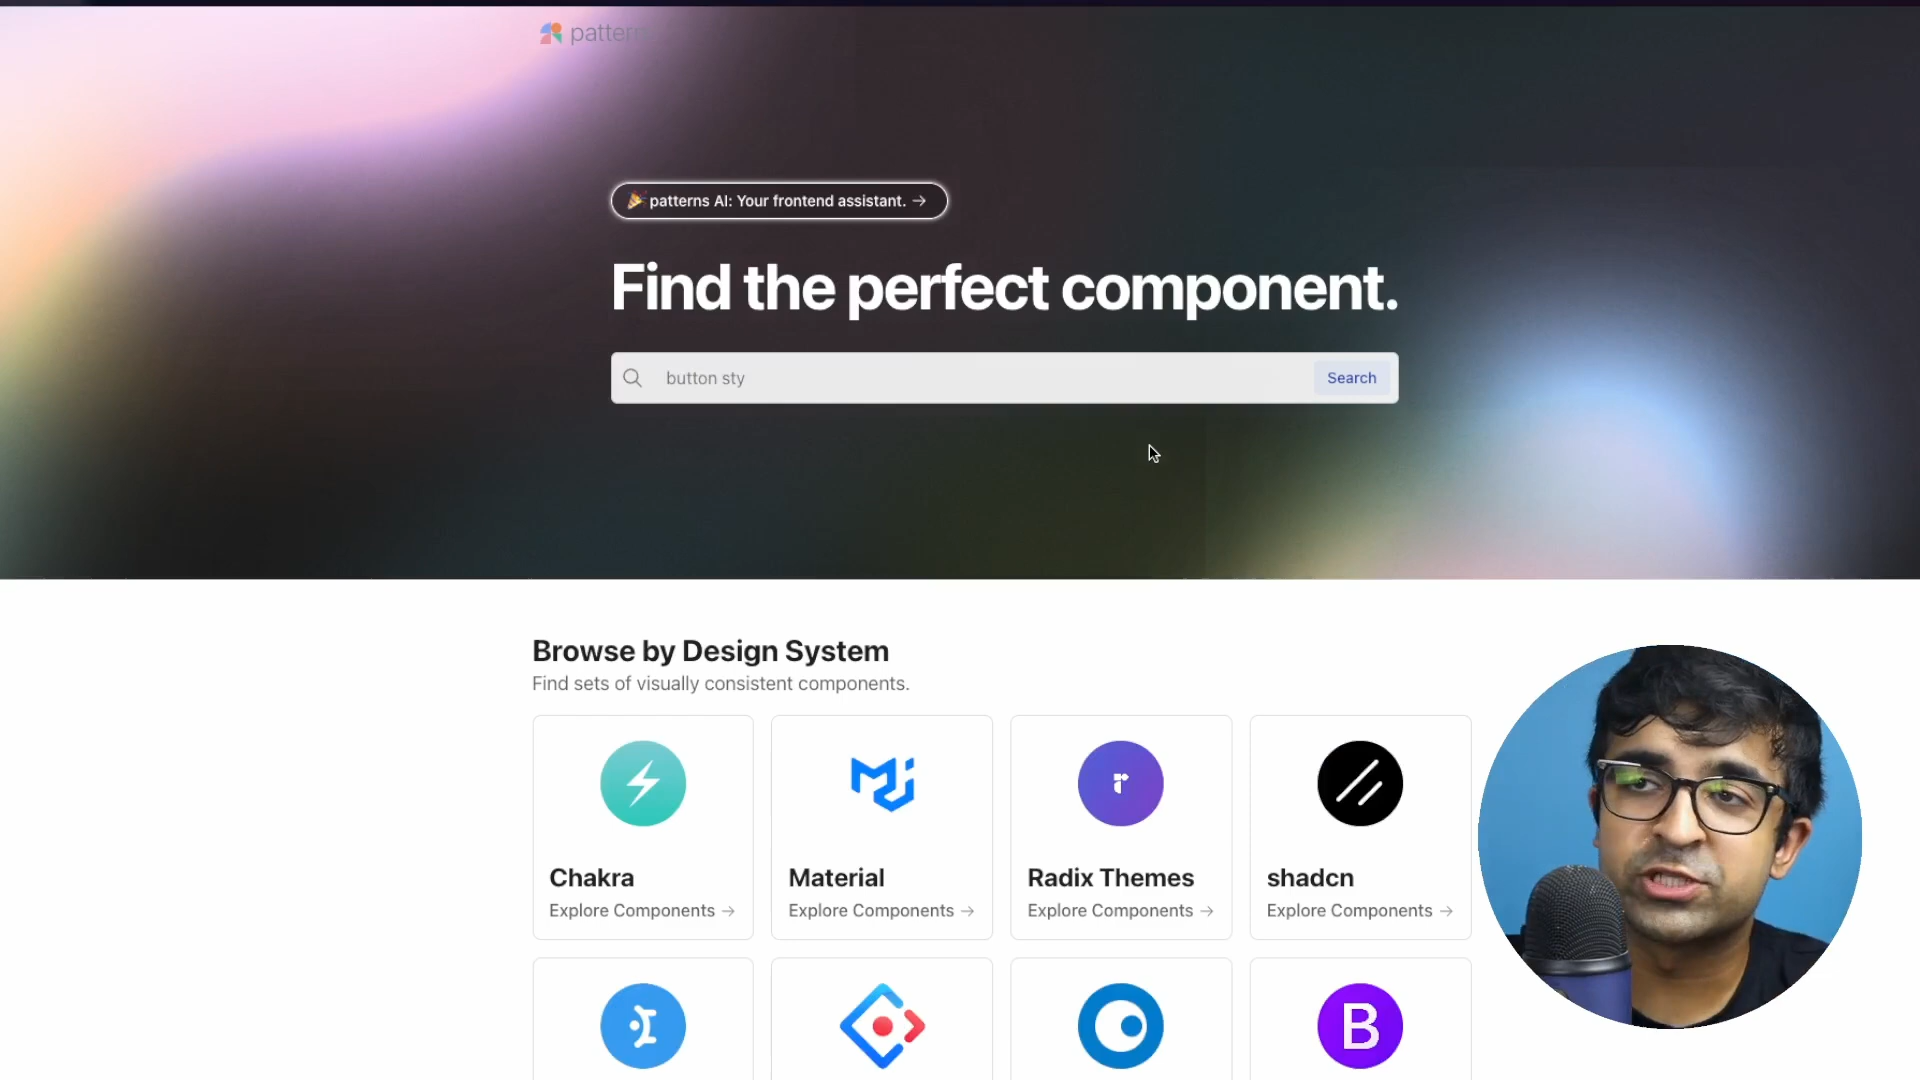 🎉 patterns AI: Your frontend assistant. →
Find the perfect component.
button sty
Search
Browse by Design System
Find sets of visually consistent components.
Chakra
Explore Components →
Material
Explore Components →
Radix Themes
Explore Components →
shadcn
Explore Components →
B